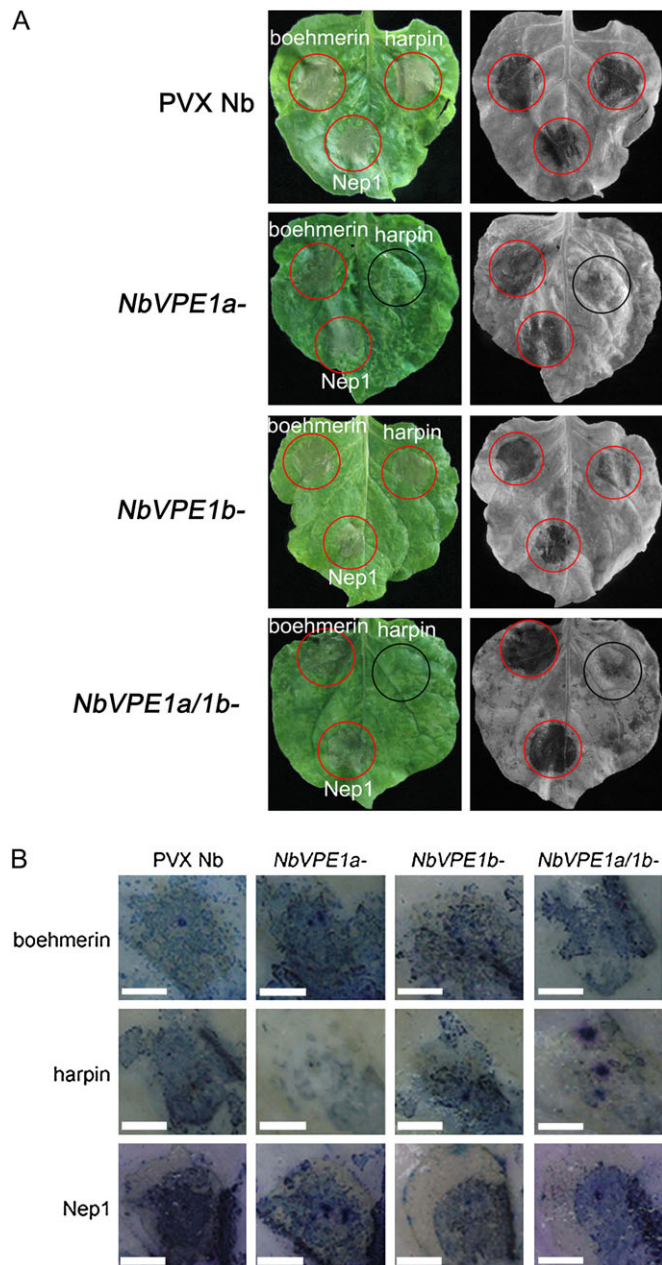 A
boehmerin harpin
PVX Nb
Nep1
boehmerin harpin
NbVPE1a-
Nep1
boehmerin harpin
NbVPE1b-
Nep1
boehmerin harpin
NbVPE1a/1b-
Nep1
B
PVX Nb NbVPE1a- NbVPE1b- NbVPE1a/1b-
boehmerin
harpin
Nep1